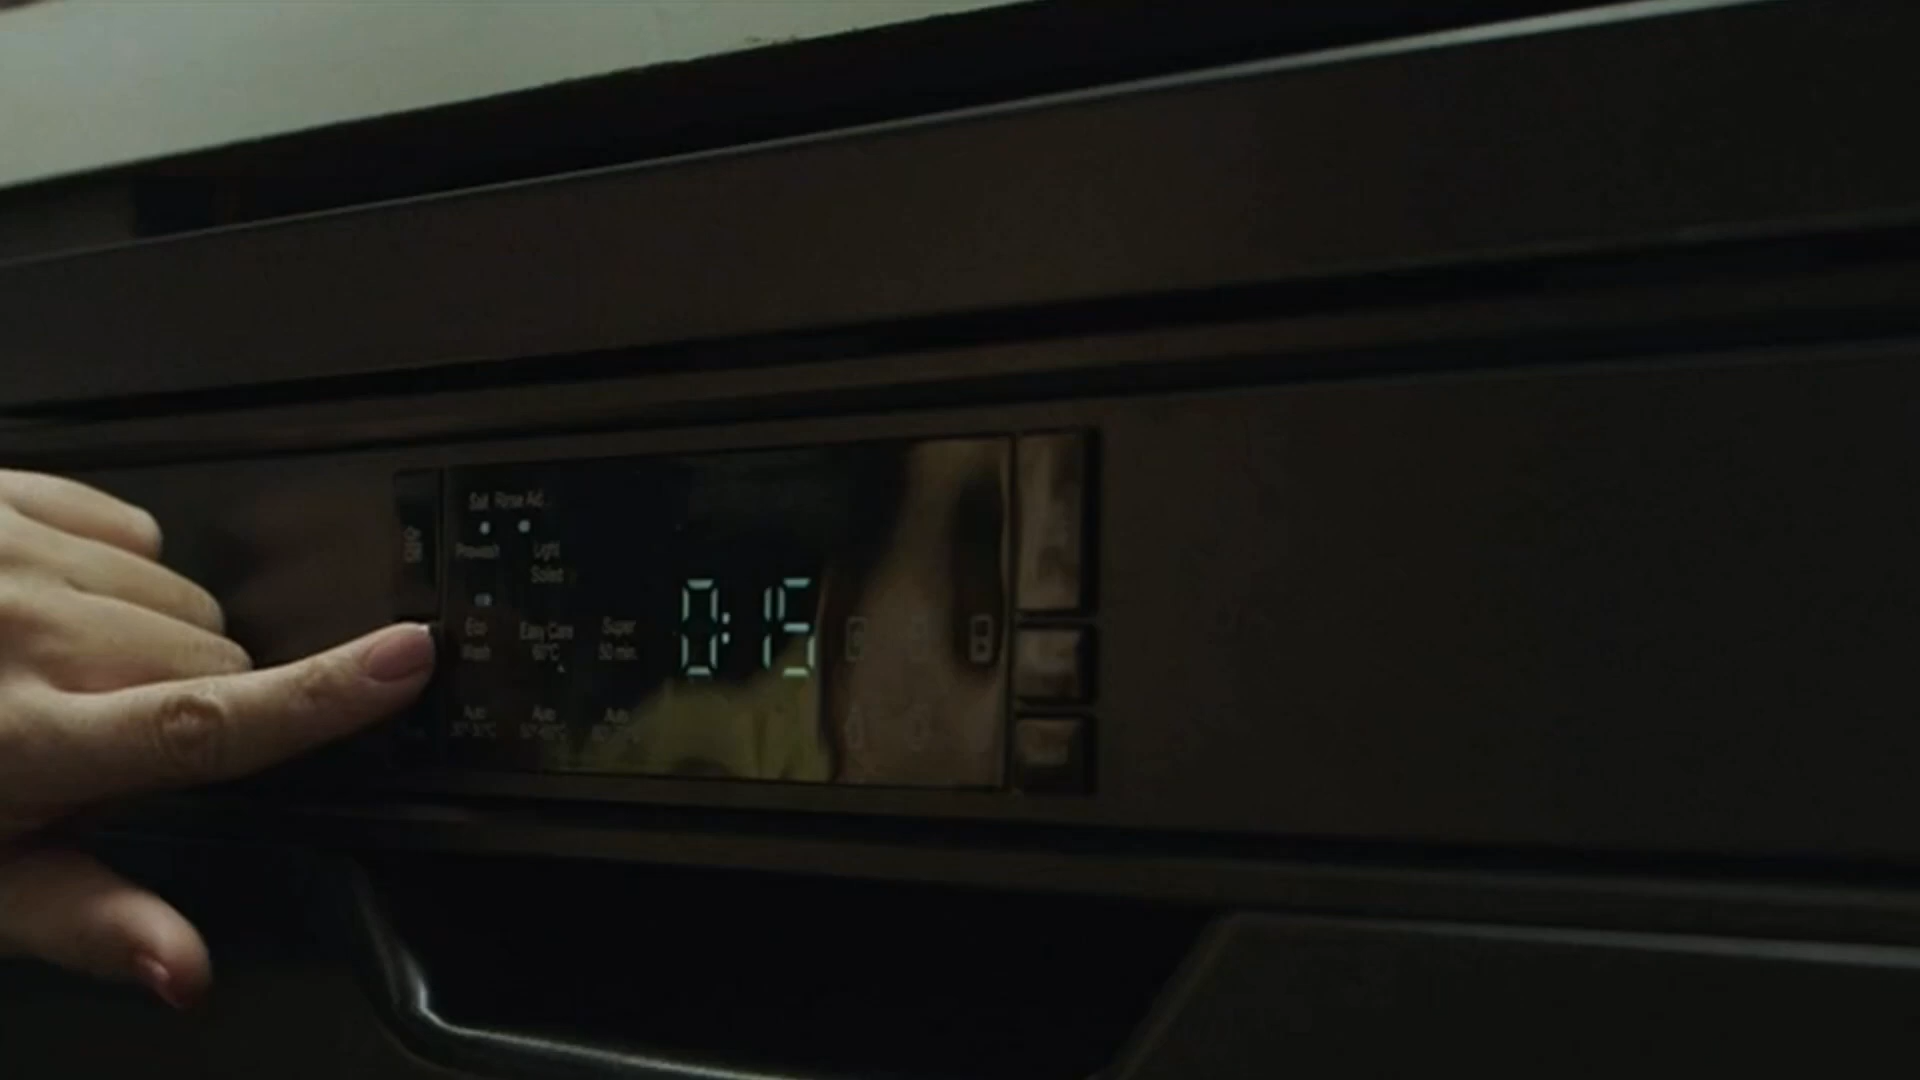 Salt Rinse Aid
Prewash Light
Soiled
Eco Easy Care Super
Wash 60°C 50 min.
0:15
Auto Auto Auto